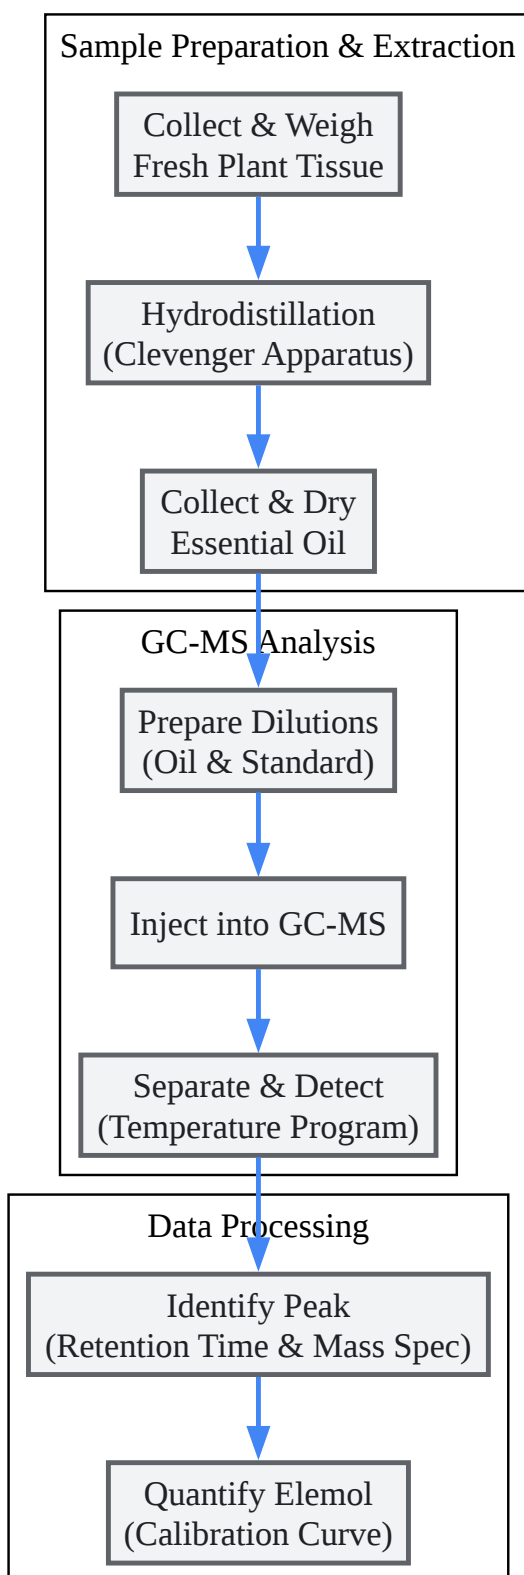 Sample Preparation & Extraction
Collect & Weigh
Fresh Plant Tissue
Hydrodistillation
(Clevenger Apparatus)
Collect & Dry
Essential Oil
GC-MS Analysis
Prepare Dilutions
(Oil & Standard)
Inject into GC-MS
Separate & Detect
(Temperature Program)
Data Processing
Identify Peak
(Retention Time & Mass Spec)
Quantify Elemol
(Calibration Curve)